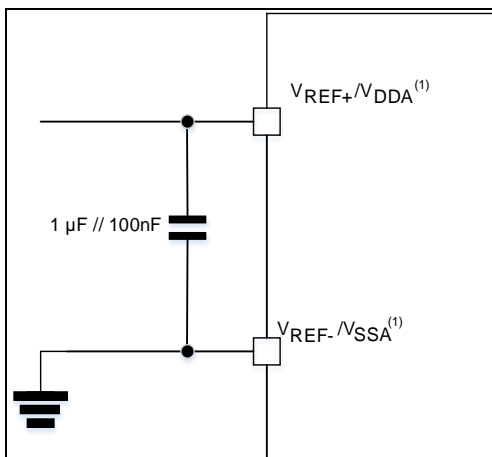 VREF+/VDDA(1)
1 µF // 100nF
VREF-/VSSA(1)